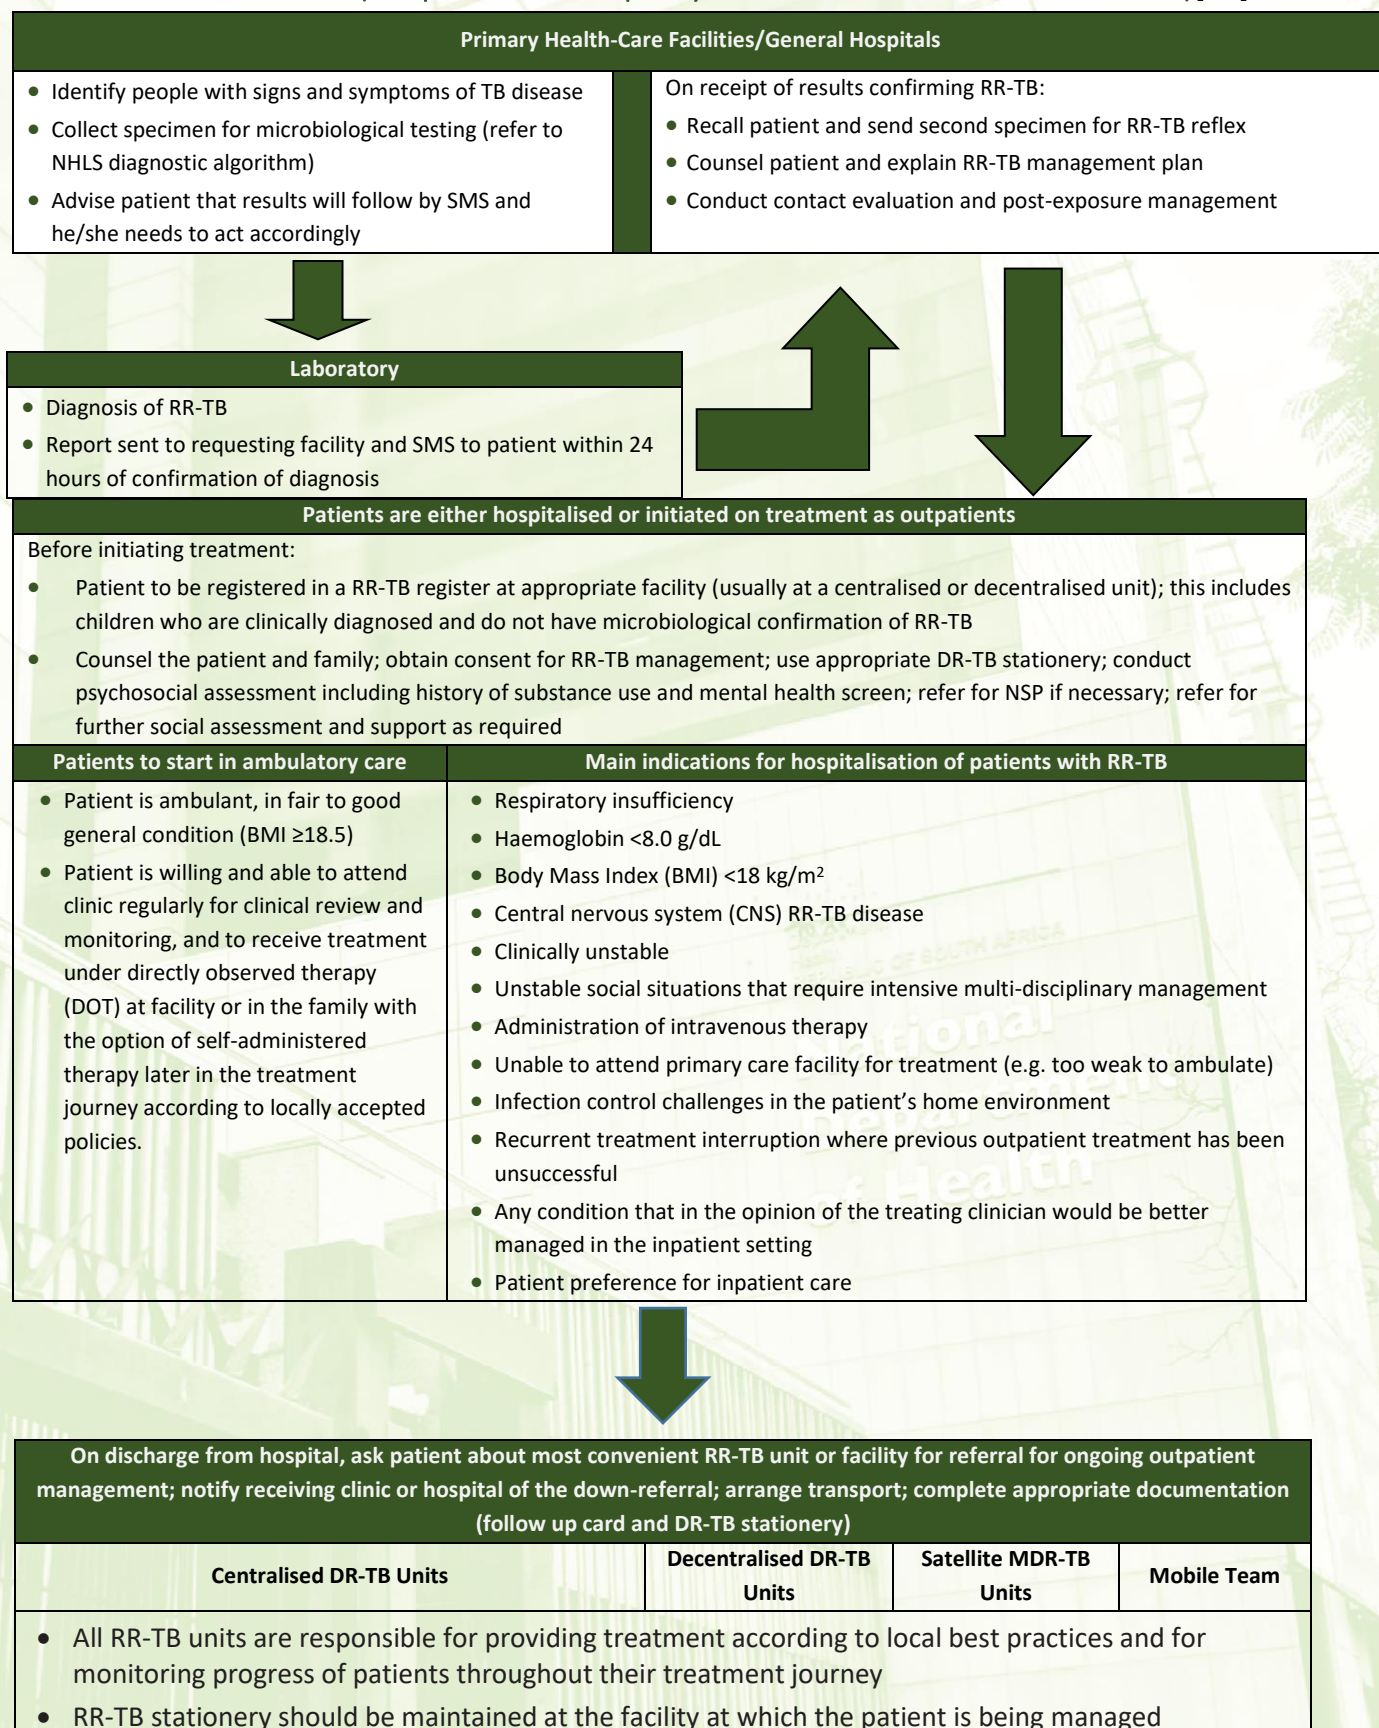 Primary Health-Care Facilities/General Hospitals
• Identify people with signs and symptoms of TB disease
• Collect specimen for microbiological testing (refer to
NHLS diagnostic algorithm)
• Advise patient that results will follow by SMS and
he/she needs to act accordingly
On receipt of results confirming RR-TB:
• Recall patient and send second specimen for RR-TB reflex
• Counsel patient and explain RR-TB management plan
• Conduct contact evaluation and post-exposure management
Laboratory
• Diagnosis of RR-TB
• Report sent to requesting facility and SMS to patient within 24
hours of confirmation of diagnosis
Patients are either hospitalised or initiated on treatment as outpatients
Before initiating treatment:
• Patient to be registered in a RR-TB register at appropriate facility (usually at a centralised or decentralised unit); this includes
children who are clinically diagnosed and do not have microbiological confirmation of RR-TB
• Counsel the patient and family; obtain consent for RR-TB management; use appropriate DR-TB stationery; conduct
psychosocial assessment including history of substance use and mental health screen; refer for NSP if necessary; refer for
further social assessment and support as required
Patients to start in ambulatory care
• Patient is ambulant, in fair to good
general condition (BMI ≥18.5)
• Patient is willing and able to attend
clinic regularly for clinical review and
monitoring, and to receive treatment
under directly observed therapy
(DOT) at facility or in the family with
the option of self-administered
therapy later in the treatment
journey according to locally accepted
policies.
Main indications for hospitalisation of patients with RR-TB
• Respiratory insufficiency
• Haemoglobin <8.0 g/dL
• Body Mass Index (BMI) <18 kg/m²
• Central nervous system (CNS) RR-TB disease
• Clinically unstable
• Unstable social situations that require intensive multi-disciplinary management
• Administration of intravenous therapy
• Unable to attend primary care facility for treatment (e.g. too weak to ambulate)
• Infection control challenges in the patient's home environment
• Recurrent treatment interruption where previous outpatient treatment has been
unsuccessful
• Any condition that in the opinion of the treating clinician would be better
managed in the inpatient setting
• Patient preference for inpatient care
OF SOUTH AFRICA
National
Department
of Health
On discharge from hospital, ask patient about most convenient RR-TB unit or facility for referral for ongoing outpatient
management; notify receiving clinic or hospital of the down-referral; arrange transport; complete appropriate documentation
(follow up card and DR-TB stationery)
Centralised DR-TB Units
Decentralised DR-TB
Units
Satellite MDR-TB
Units
Mobile Team
• All RR-TB units are responsible for providing treatment according to local best practices and for
monitoring progress of patients throughout their treatment journey
• RR-TB stationery should be maintained at the facility at which the patient is being managed